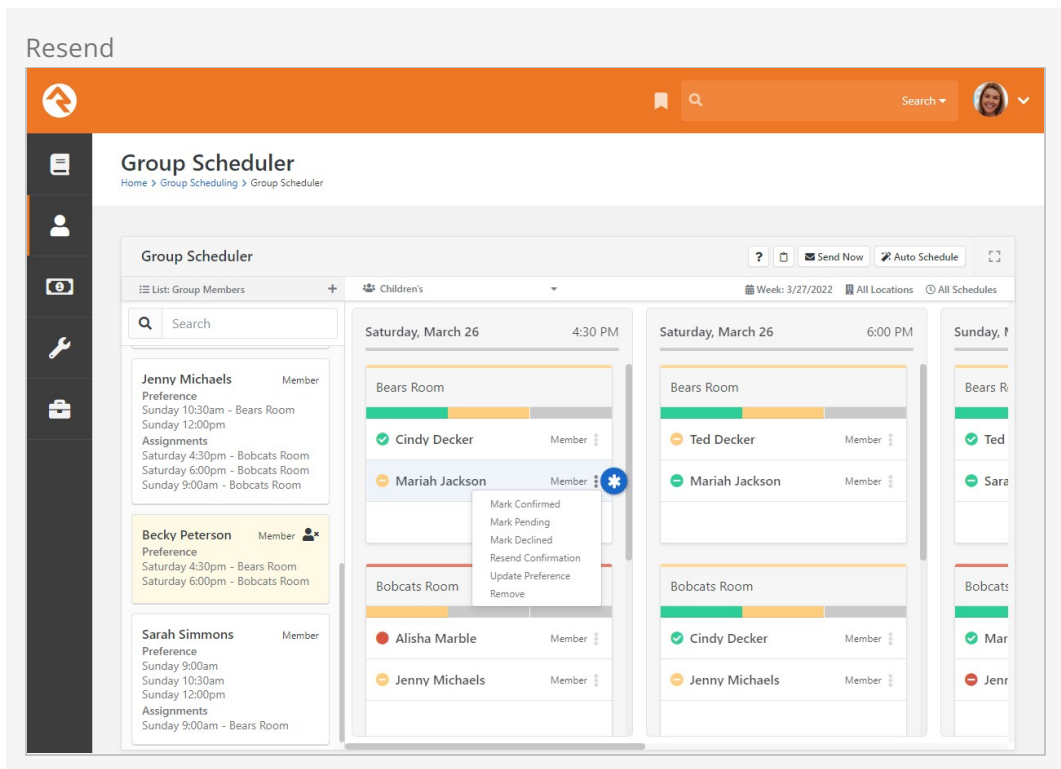 Resend
Search
Group Scheduler
Home > Group Scheduling > Group Scheduler
Group Scheduler
? Send Now Auto Schedule
List: Group Members +
Children's
Week: 3/27/2022 All Locations All Schedules
Search
Jenny Michaels Member
Preference
Sunday 10:30am - Bears Room
Sunday 12:00pm
Assignments
Saturday 4:30pm - Bobcats Room
Saturday 6:00pm - Bobcats Room
Sunday 9:00am - Bobcats Room
Becky Peterson Member
Preference
Saturday 4:30pm - Bears Room
Saturday 6:00pm - Bobcats Room
Sarah Simmons Member
Preference
Sunday 9:00am
Sunday 10:30am
Sunday 12:00pm
Assignments
Sunday 9:00am - Bears Room
Saturday, March 26 4:30 PM
Bears Room
Cindy Decker Member
Mariah Jackson Member
Mark Confirmed
Mark Pending
Mark Declined
Resend Confirmation
Update Preference
Remove
Bobcats Room
Alisha Marble Member
Jenny Michaels Member
Saturday, March 26 6:00 PM
Bears Room
Ted Decker Member
Mariah Jackson Member
Bobcats Room
Cindy Decker Member
Jenny Michaels Member
Sunday,
Bears
Ted
Sara
Bobcats
Mar
Jenn